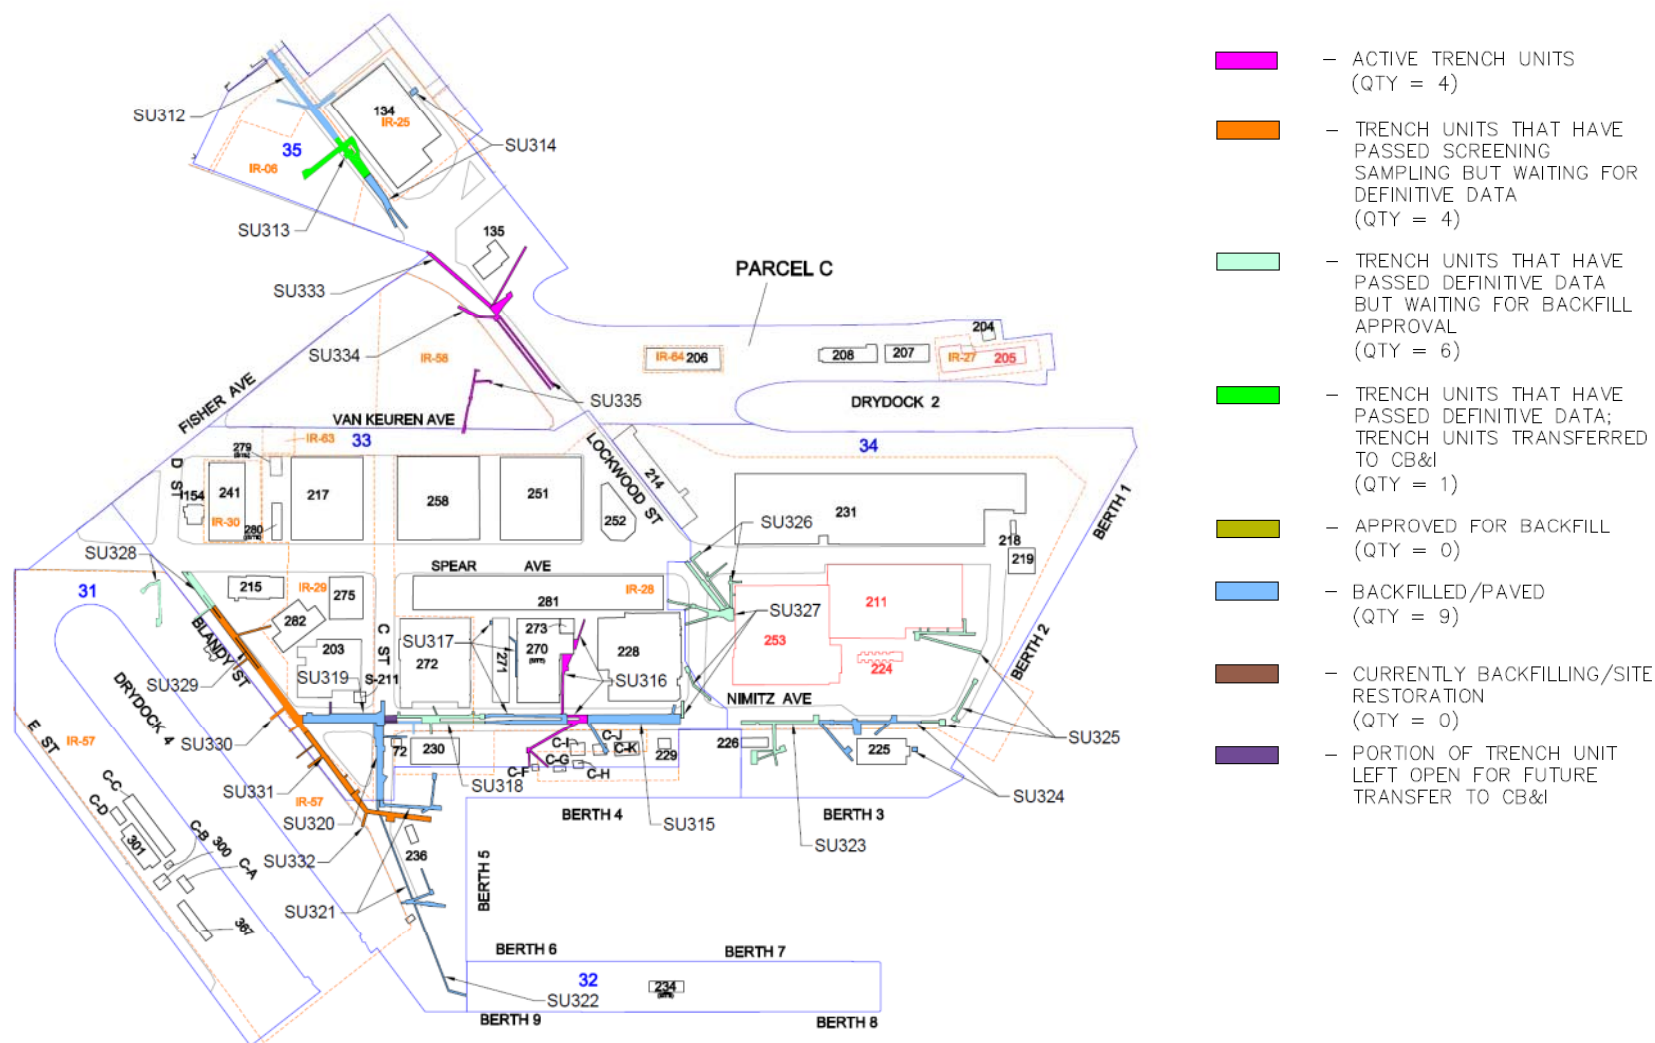 SU312
134
IR-25
SU314
35
IR-06
SU313
135
SU333
PARCEL C
SU334
IR-58
IR-64
206
208
207
204
IR-27
205
SU335
DRYDOCK 2
FISHER AVE
VAN KEUREN AVE
IR-63
33
34
279
D ST
154
241
IR-30
280
217
258
251
252
LOCKWOOD ST
214
231
SU326
218
219
BERTH 1
SU328
31
215
IR-29
275
282
SPEAR AVE
281
IR-28
SU327
211
253
224
BERTH 2
BLANDY ST
203
C ST
S-211
272
SU317
271
273
270
228
SU316
SU319
SU329
DRYDOCK 4
NIMITZ AVE
E ST
IR-57
SU330
72
230
C-I
C-J
C-K
229
226
225
SU325
C-F
C-G
C-H
SU318
SU331
IR-57
SU320
SU324
C-C
C-D
C-B
300
C-A
301
367
BERTH 4
SU315
BERTH 3
SU323
SU332
236
SU321
BERTH 5
BERTH 6
BERTH 7
32
234
SU322
BERTH 9
BERTH 8
– ACTIVE TRENCH UNITS
(QTY = 4)
– TRENCH UNITS THAT HAVE
PASSED SCREENING
SAMPLING BUT WAITING FOR
DEFINITIVE DATA
(QTY = 4)
– TRENCH UNITS THAT HAVE
PASSED DEFINITIVE DATA
BUT WAITING FOR BACKFILL
APPROVAL
(QTY = 6)
– TRENCH UNITS THAT HAVE
PASSED DEFINITIVE DATA;
TRENCH UNITS TRANSFERRED
TO CB&I
(QTY = 1)
– APPROVED FOR BACKFILL
(QTY = 0)
– BACKFILLED/PAVED
(QTY = 9)
– CURRENTLY BACKFILLING/SITE
RESTORATION
(QTY = 0)
– PORTION OF TRENCH UNIT
LEFT OPEN FOR FUTURE
TRANSFER TO CB&I